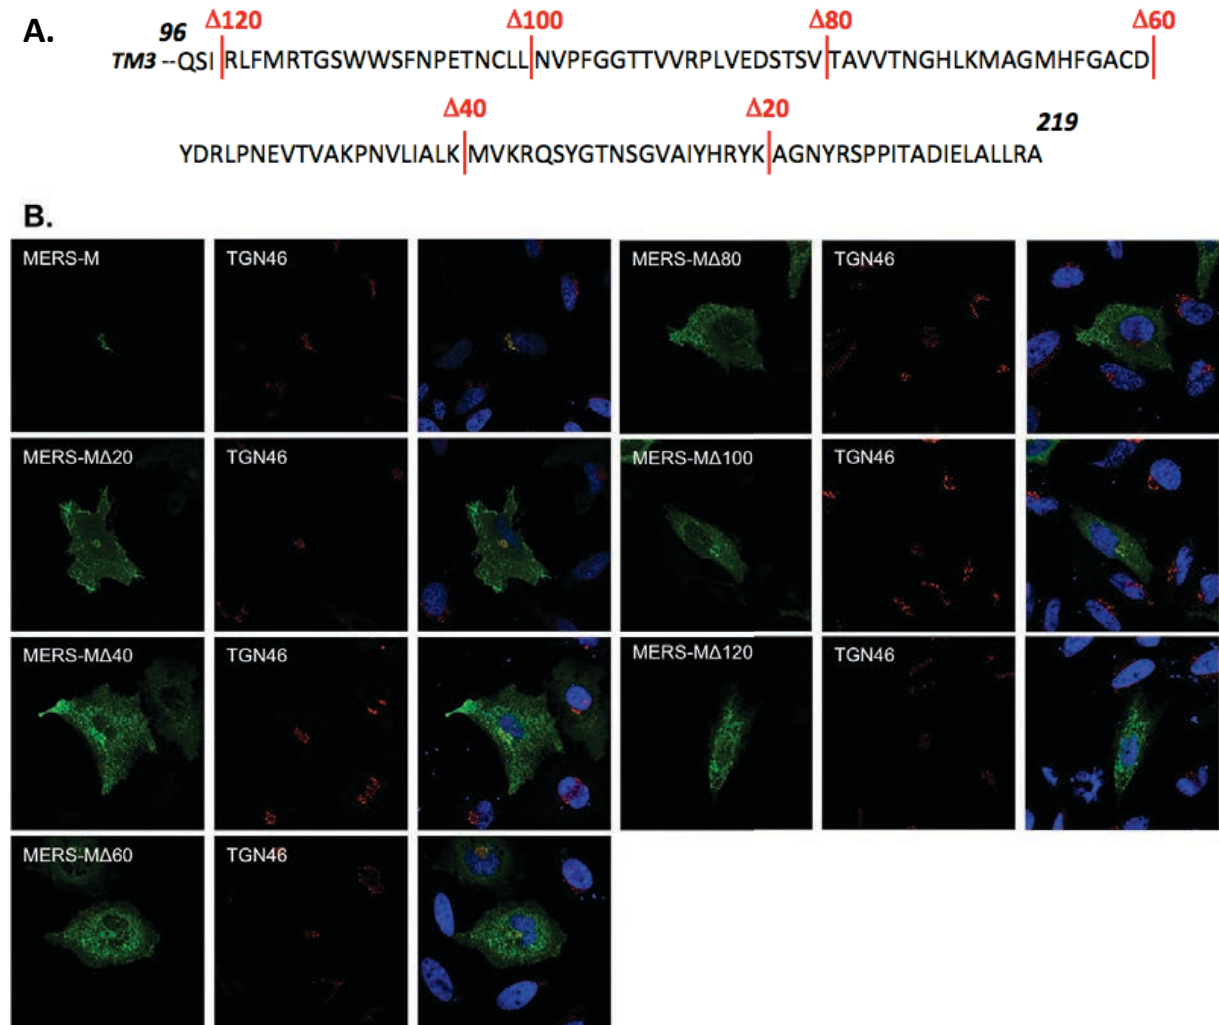 A.
96 Δ120 Δ100 Δ80 Δ60
TM3 --QSI RLFMRTGSWWSFNPETNCLL NVPFGGTTVVRPLVEDSTSV TAVVTNGHLKMAGMHFGACD
Δ40 Δ20 219
YDRLPNEVTVAKPNVLIALK MVKRQSYGTNSGVAIYHRYK AGNYRSPPITADIELALLRA
B.
MERS-M TGN46 MERS-MΔ80 TGN46
MERS-MΔ20 TGN46 MERS-MΔ100 TGN46
MERS-MΔ40 TGN46 MERS-MΔ120 TGN46
MERS-MΔ60 TGN46